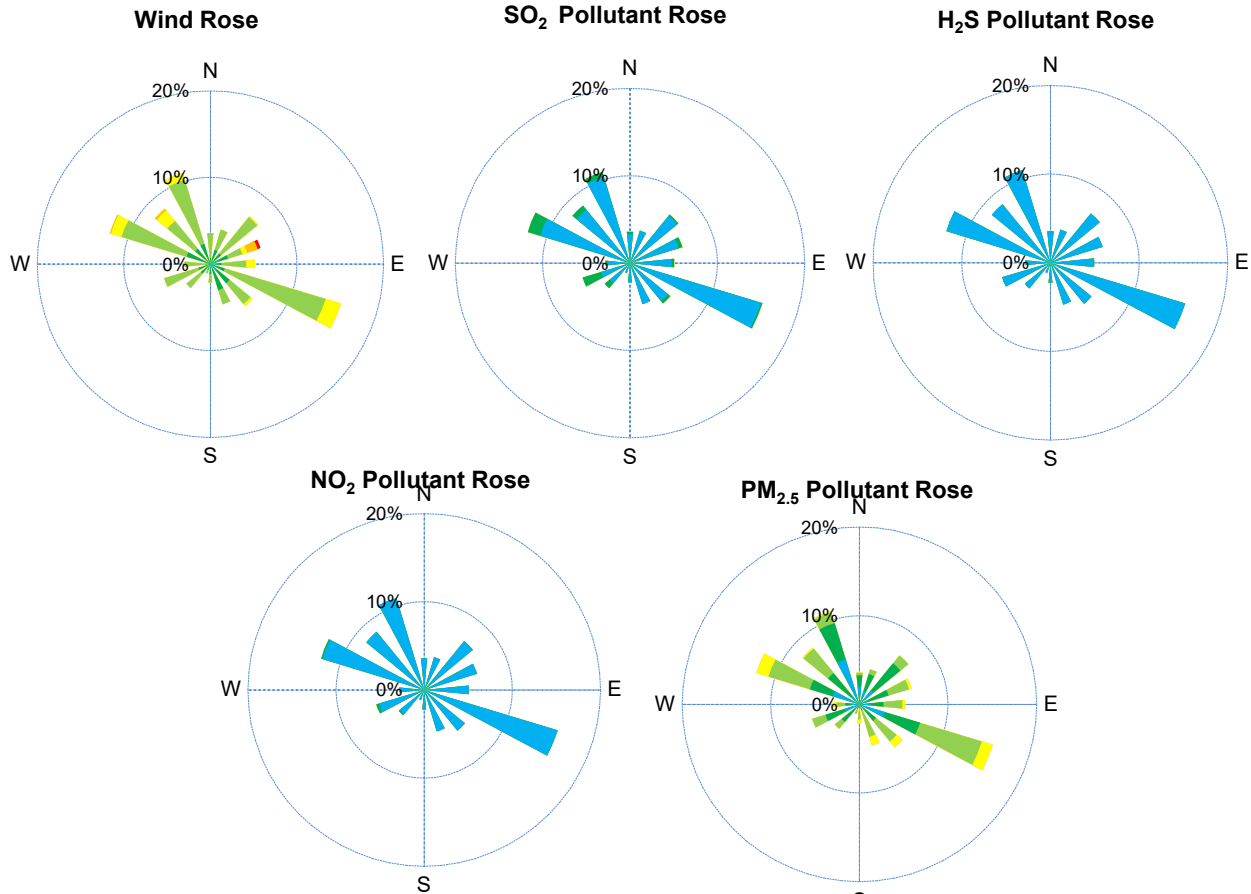 Wind Rose
SO₂ Pollutant Rose
H₂S Pollutant Rose
N
20%
10%
W
0%
E
S
N
20%
10%
W
0%
E
S
N
20%
10%
W
0%
E
S
NO₂ Pollutant Rose
PM₂.₅ Pollutant Rose
N
20%
10%
W
0%
E
S
N
20%
10%
W
0%
E